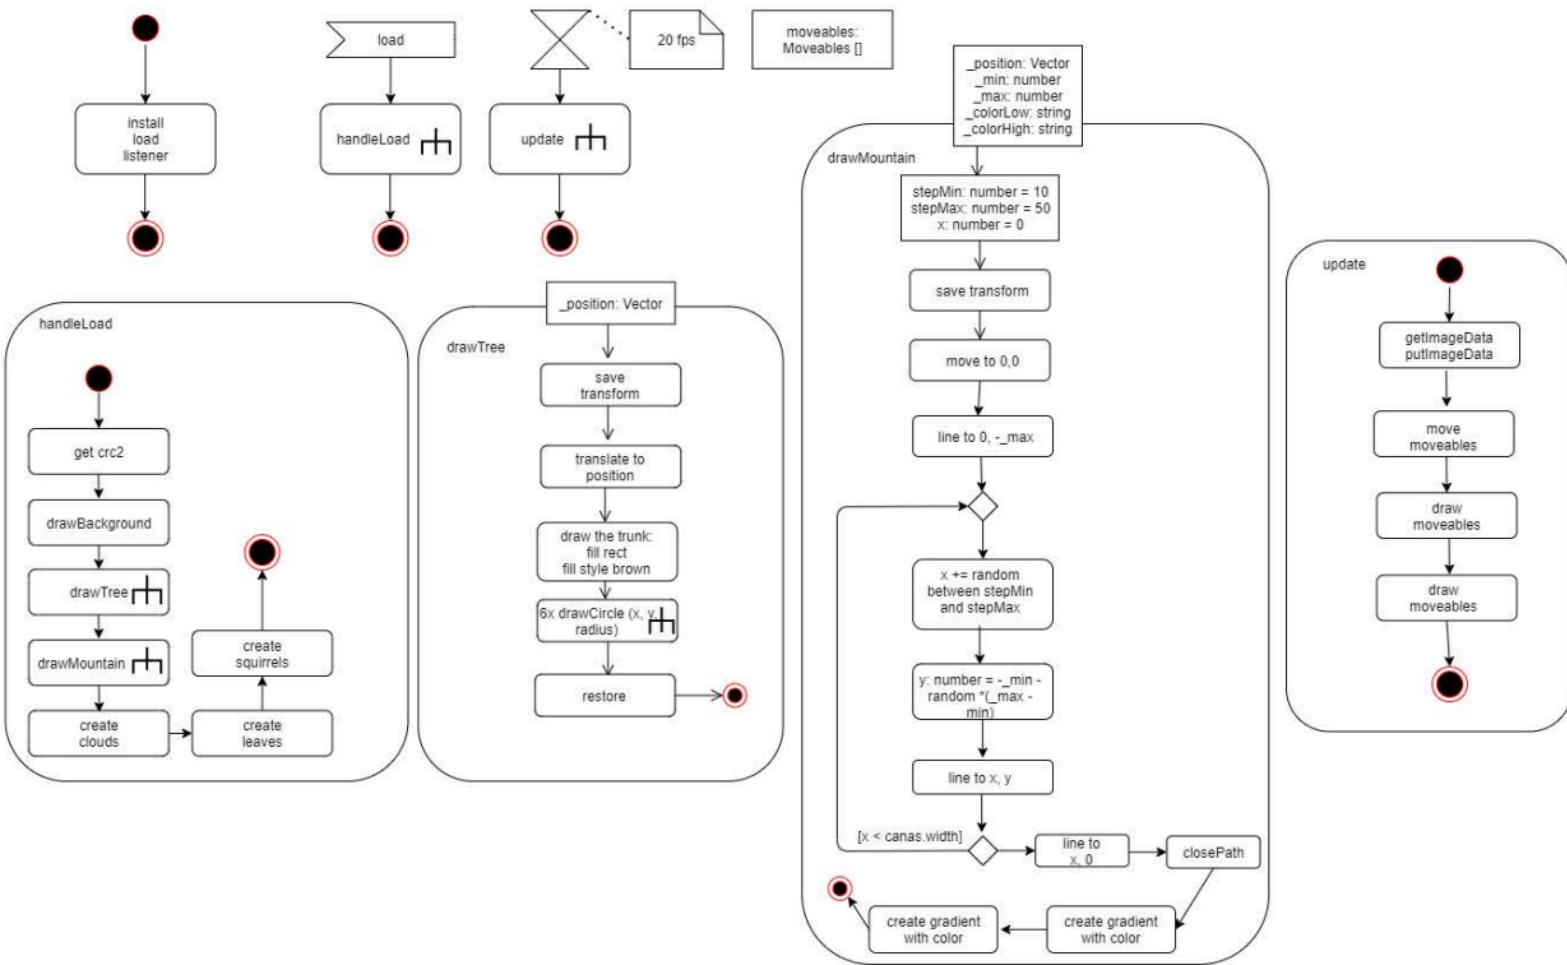 load
20 fps
moveables:
Moveables []
install
load
listener
handleLoad
update
_position: Vector
_min: number
_max: number
_colorLow: string
_colorHigh: string
drawMountain
stepMin: number = 10
stepMax: number = 50
x: number = 0
save transform
move to 0,0
line to 0, -_max
x += random
between stepMin
and stepMax
y: number = -_min -
random *(_max -
min)
line to x, y
[x < canas.width]
line to
x, 0
closePath
create gradient
with color
create gradient
with color
handleLoad
get crc2
drawBackground
drawTree
drawMountain
create
clouds
create
leaves
create
squirrels
drawTree
_position: Vector
save
transform
translate to
position
draw the trunk:
fill rect
fill style brown
6x drawCircle (x, y,
radius)
restore
update
getImageData
putImageData
move
moveables
draw
moveables
draw
moveables